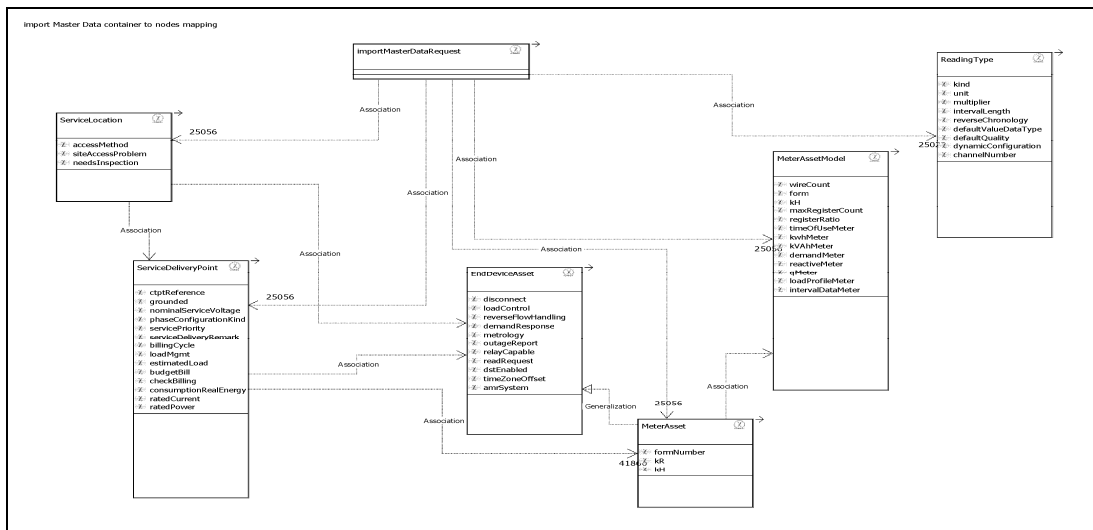 import Master Data container to nodes mapping
importMasterDataRequest
ReadingType
kind
unit
multiplier
intervalLength
reverseChronology
defaultValueDataType
defaultQuality
dynamicConfiguration
channelNumber
Association
Association
ServiceLocation
accessMethod
siteAccessProblem
needsInspection
25056
Association
Association
MeterAssetModel
wireCount
form
kH
maxRegisterCount
registerRatio
timeOfUseMeter
kwhMeter
kVAhMeter
demandMeter
reactiveMeter
qMeter
loadProfileMeter
intervalDataMeter
Association
Association
Association
ServiceDeliveryPoint
ctptReference
grounded
nominalServiceVoltage
phaseConfigurationKind
servicePriority
serviceDeliveryRemark
billingCycle
loadMgmt
estimatedLoad
budgetBill
checkBilling
consumptionRealEnergy
ratedCurrent
ratedPower
25056
EndDeviceAsset
disconnect
loadControl
reverseFlowHandling
demandResponse
metrology
outageReport
relayCapable
readRequest
dstEnabled
timeZoneOffset
amrSystem
Association
Association
Generalization
25056
Association
MeterAsset
formNumber
kR
kH